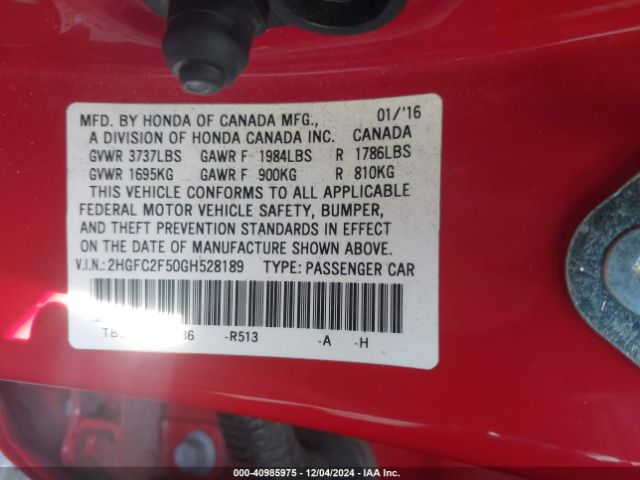 MFD. BY HONDA OF CANADA MFG., 01/'16
A DIVISION OF HONDA CANADA INC. CANADA
GVWR 3737LBS GAWR F 1984LBS R 1786LBS
GVWR 1695KG GAWR F 900KG R 810KG
THIS VEHICLE CONFORMS TO ALL APPLICABLE
FEDERAL MOTOR VEHICLE SAFETY, BUMPER,
AND THEFT PREVENTION STANDARDS IN EFFECT
ON THE DATE OF MANUFACTURE SHOWN ABOVE.
V.I.N.: 2HGFC2F50GH528189 TYPE: PASSENGER CAR
-R513 -A -H
000-40985975 - 12/04/2024 - IAA Inc.